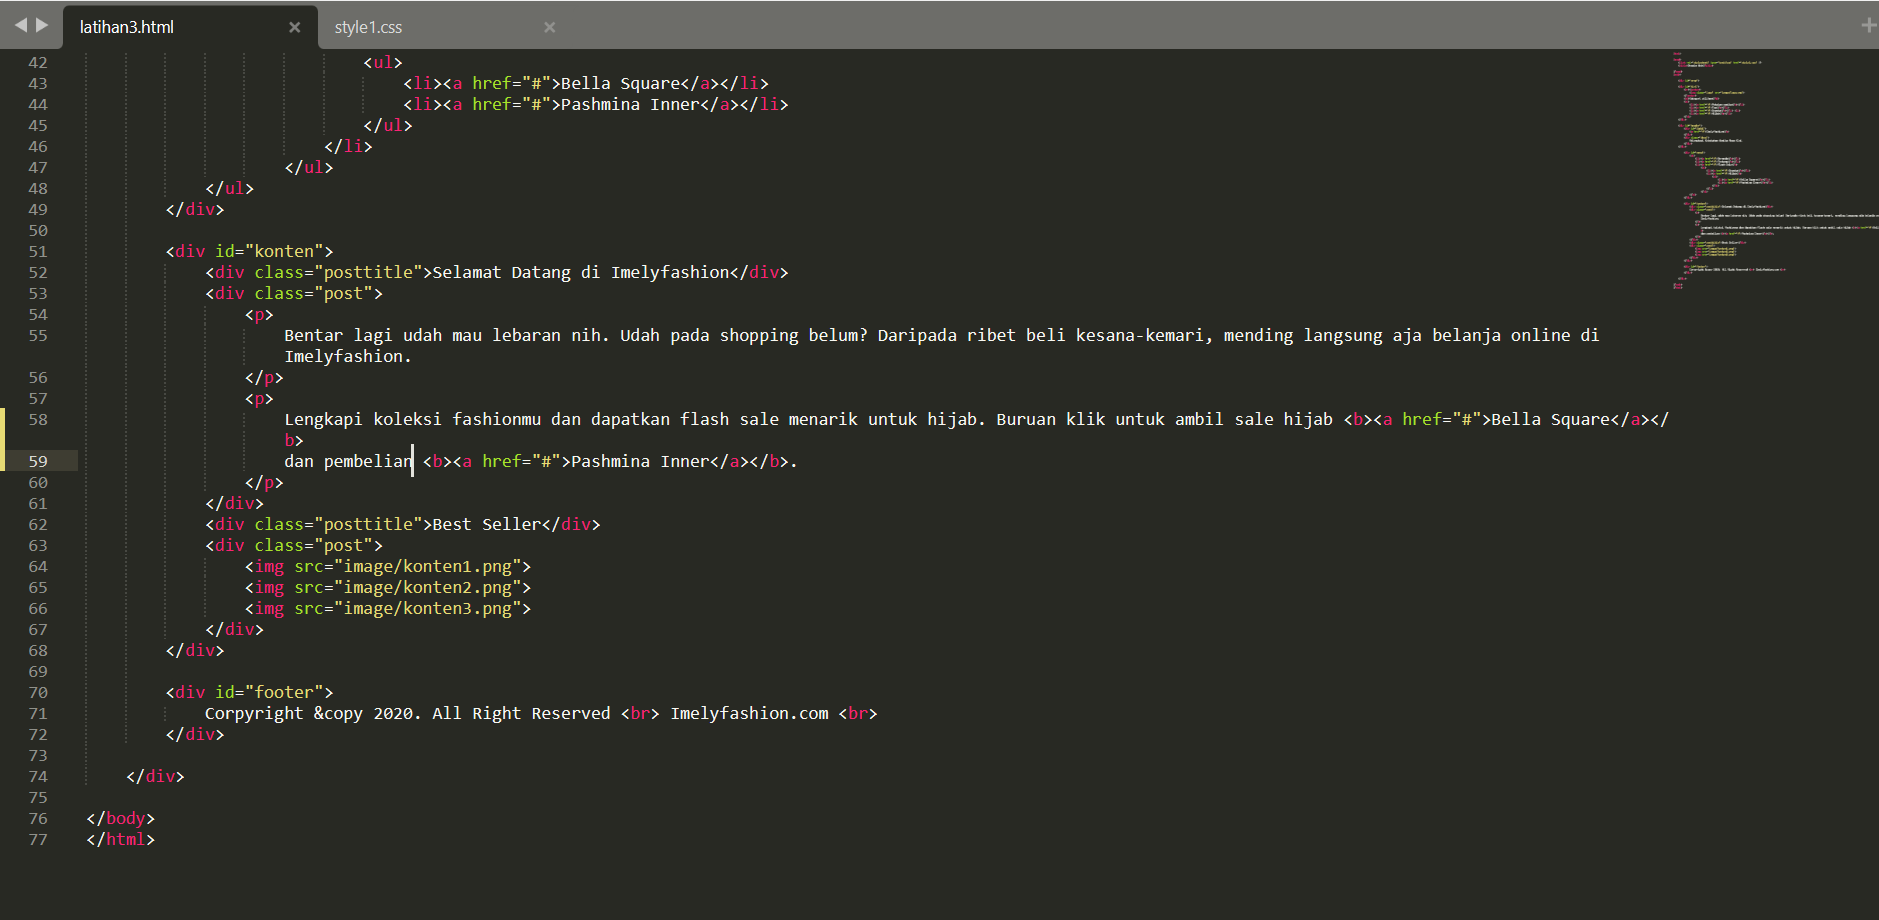 latihan3.html × style1.css × +
42 <ul>
43 <li><a href="#">Bella Square</a></li>
44 <li><a href="#">Pashmina Inner</a></li>
45 </ul>
46 </li>
47 </ul>
48 </ul>
49 </div>
50
51 <div id="konten">
52 <div class="posttitle">Selamat Datang di Imelyfashion</div>
53 <div class="post">
54 <p>
55 Bentar lagi udah mau lebaran nih. Udah pada shopping belum? Daripada ribet beli kesana-kemari, mending langsung aja belanja online di
Imelyfashion.
56 </p>
57 <p>
58 Lengkapi koleksi fashionmu dan dapatkan flash sale menarik untuk hijab. Buruan klik untuk ambil sale hijab <b><a href="#">Bella Square</a></
b>
59 dan pembelian <b><a href="#">Pashmina Inner</a></b>.
60 </p>
61 </div>
62 <div class="posttitle">Best Seller</div>
63 <div class="post">
64 <img src="image/konten1.png">
65 <img src="image/konten2.png">
66 <img src="image/konten3.png">
67 </div>
68 </div>
69
70 <div id="footer">
71 Corpyright &copy 2020. All Right Reserved <br> Imelyfashion.com <br>
72 </div>
73
74 </div>
75
76 </body>
77 </html>